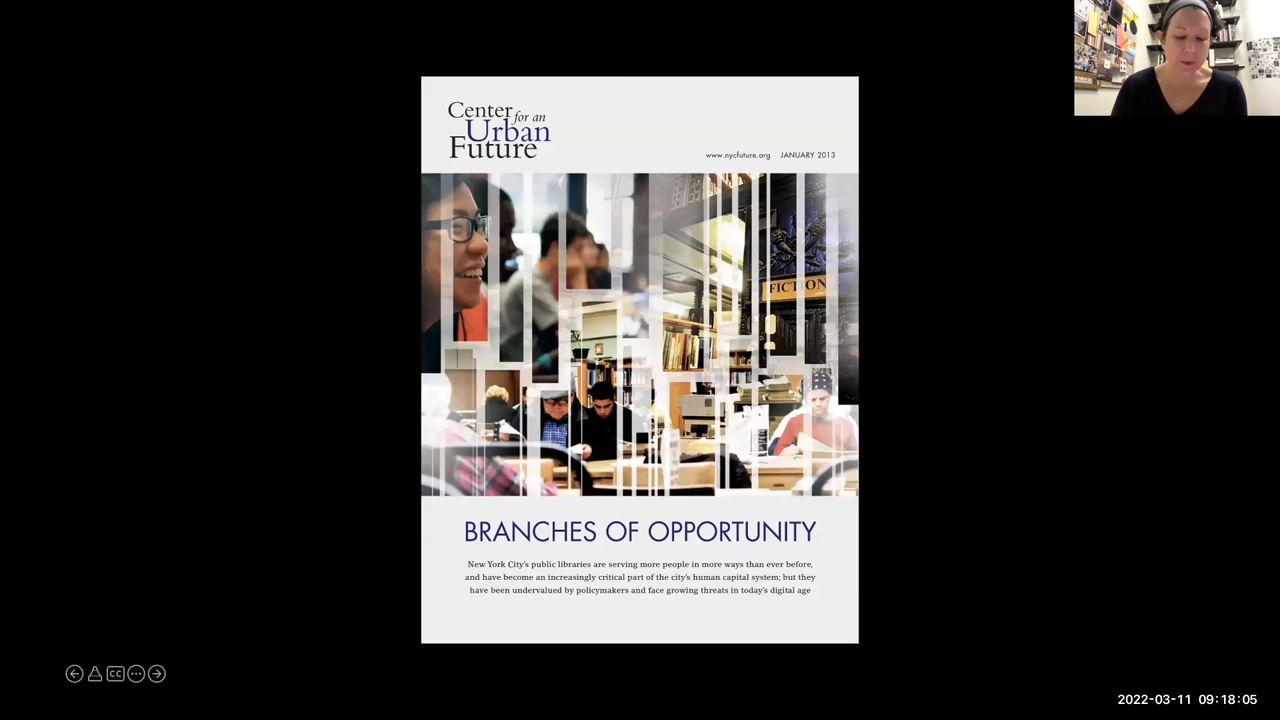 Center for an
Urban
Future
www.nycfuture.org JANUARY 2013
FICTION
BRANCHES OF OPPORTUNITY
New York City's public libraries are serving more people in more ways than ever before,
and have become an increasingly critical part of the city's human capital system; but they
have been undervalued by policymakers and face growing threats in today's digital age
CC
2022-03-11 09:18:05